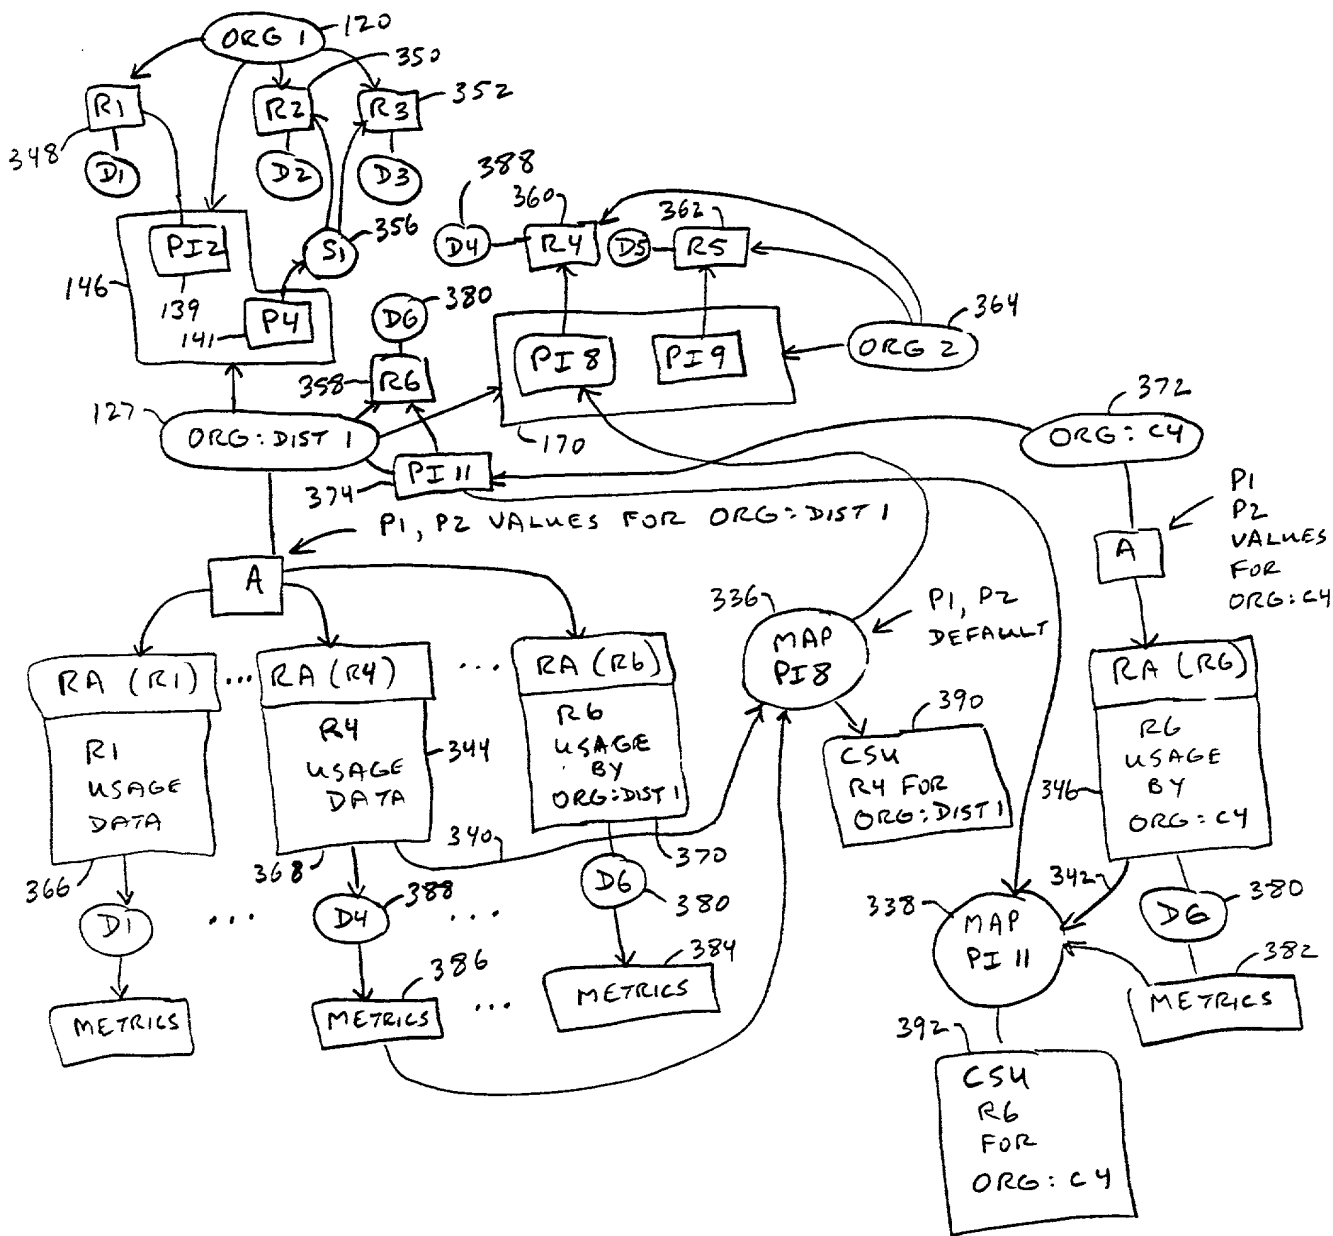 ORG 1
120
350
R1
R2
R3
352
348
D1
D2
D3
388
360
362
356
S1
D4
R4
D5
R5
PI2
146
139
P4
141
D6
380
364
ORG 2
PI 8
PI 9
358
R6
372
127
ORG: DIST 1
170
ORG: C4
PI 11
374
P1, P2 VALUES FOR ORG: DIST 1
P1
P2
VALUES
FOR
ORG: C4
A
A
336
P1, P2
DEFAULT
MAP
PI 8
RA (R1)
...
RA (R4)
...
RA (R6)
RA (R6)
R1
USAGE
DATA
R4
USAGE
DATA
344
R6
USAGE
BY
ORG: DIST 1
390
CSU
R4 FOR
ORG: DIST 1
R6
USAGE
BY
ORG: C4
346
340
370
366
368
342
D1
...
D4
388
...
D6
380
338
MAP
PI 11
D6
380
386
384
382
METRICS
METRICS
...
METRICS
METRICS
392
CSU
R6
FOR
ORG: C4